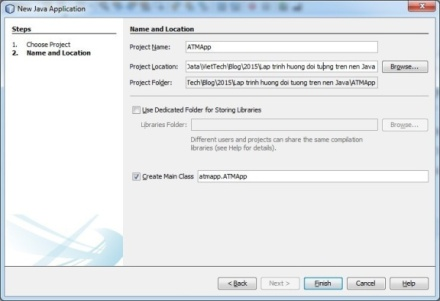 New Java Application
Steps
1. Choose Project
2. Name and Location
Name and Location
Project Name: ATMApp
Project Location: Data\VietTech\Blog\2015\Lap trinh huong doi tuong tren nen Java Browse...
Project Folder: Tech\Blog\2015\Lap trinh huong doi tuong tren nen Java\ATMApp
Use Dedicated Folder for Storing Libraries
Libraries Folder: Browse...
Different users and projects can share the same compilation
libraries (see Help for details).
Create Main Class atmapp.ATMApp
< Back Next > Finish Cancel Help